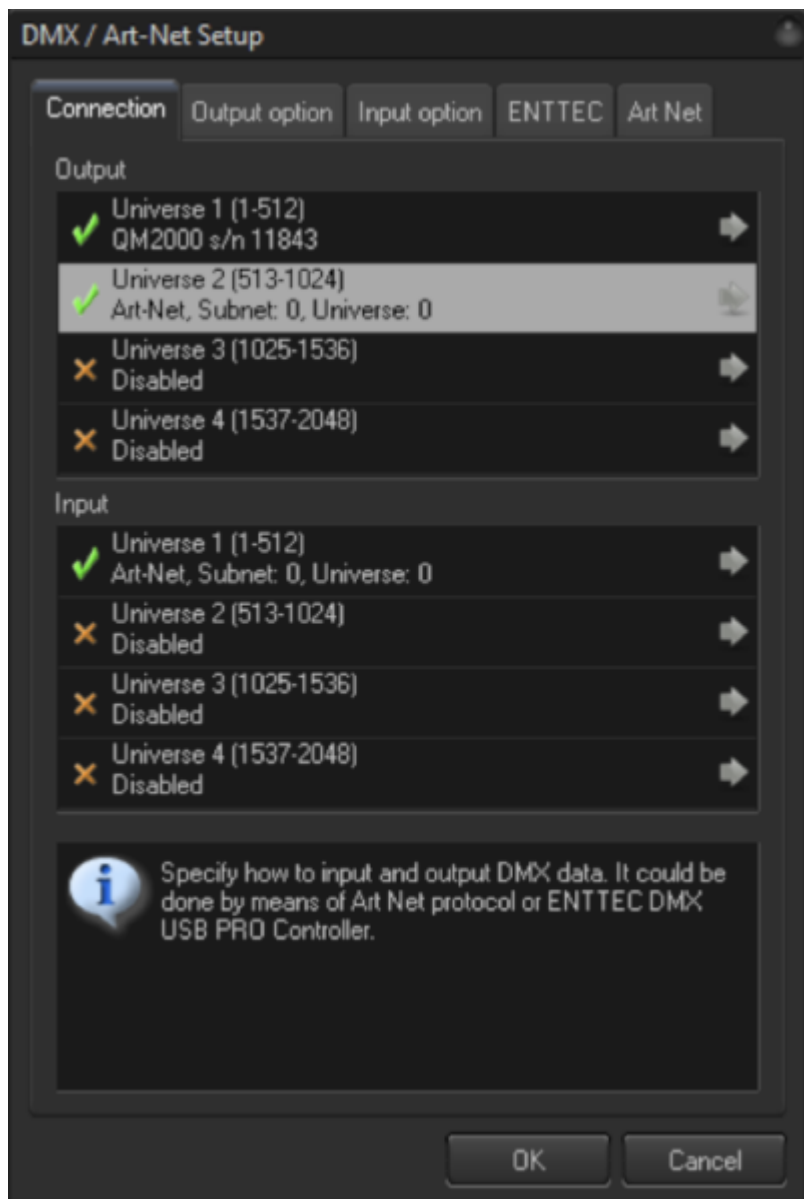 DMX / Art-Net Setup
Connection Output option Input option ENTTEC Art Net
Output
Universe 1 (1-512)
QM2000 s/n 11843
Universe 2 (513-1024)
Art-Net, Subnet: 0, Universe: 0
Universe 3 (1025-1536)
Disabled
Universe 4 (1537-2048)
Disabled
Input
Universe 1 (1-512)
Art-Net, Subnet: 0, Universe: 0
Universe 2 (513-1024)
Disabled
Universe 3 (1025-1536)
Disabled
Universe 4 (1537-2048)
Disabled
Specify how to input and output DMX data. It could be
done by means of Art Net protocol or ENTTEC DMX
USB PRO Controller.
OK Cancel